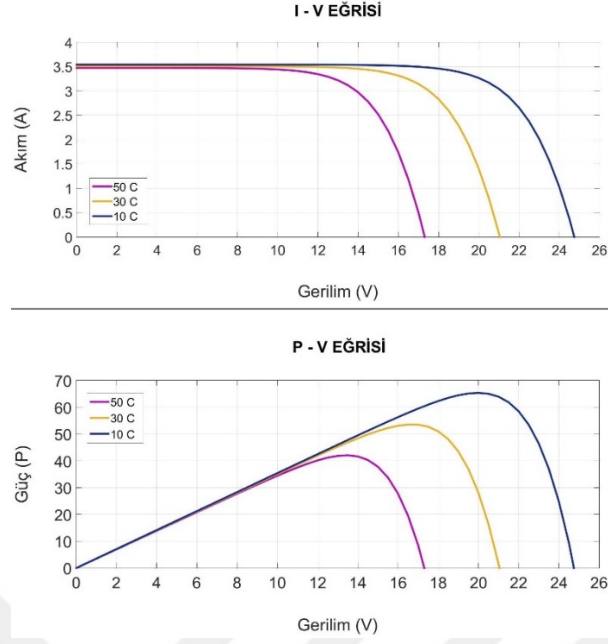 I - V EĞRİSİ
4
3.5
3
2.5
2
1.5
1
0.5
0
Akım (A)
50 C
30 C
10 C
0 2 4 6 8 10 12 14 16 18 20 22 24 26
Gerilim (V)
P - V EĞRİSİ
70
60
50
40
30
20
10
0
Güç (P)
50 C
30 C
10 C
0 2 4 6 8 10 12 14 16 18 20 22 24 26
Gerilim (V)